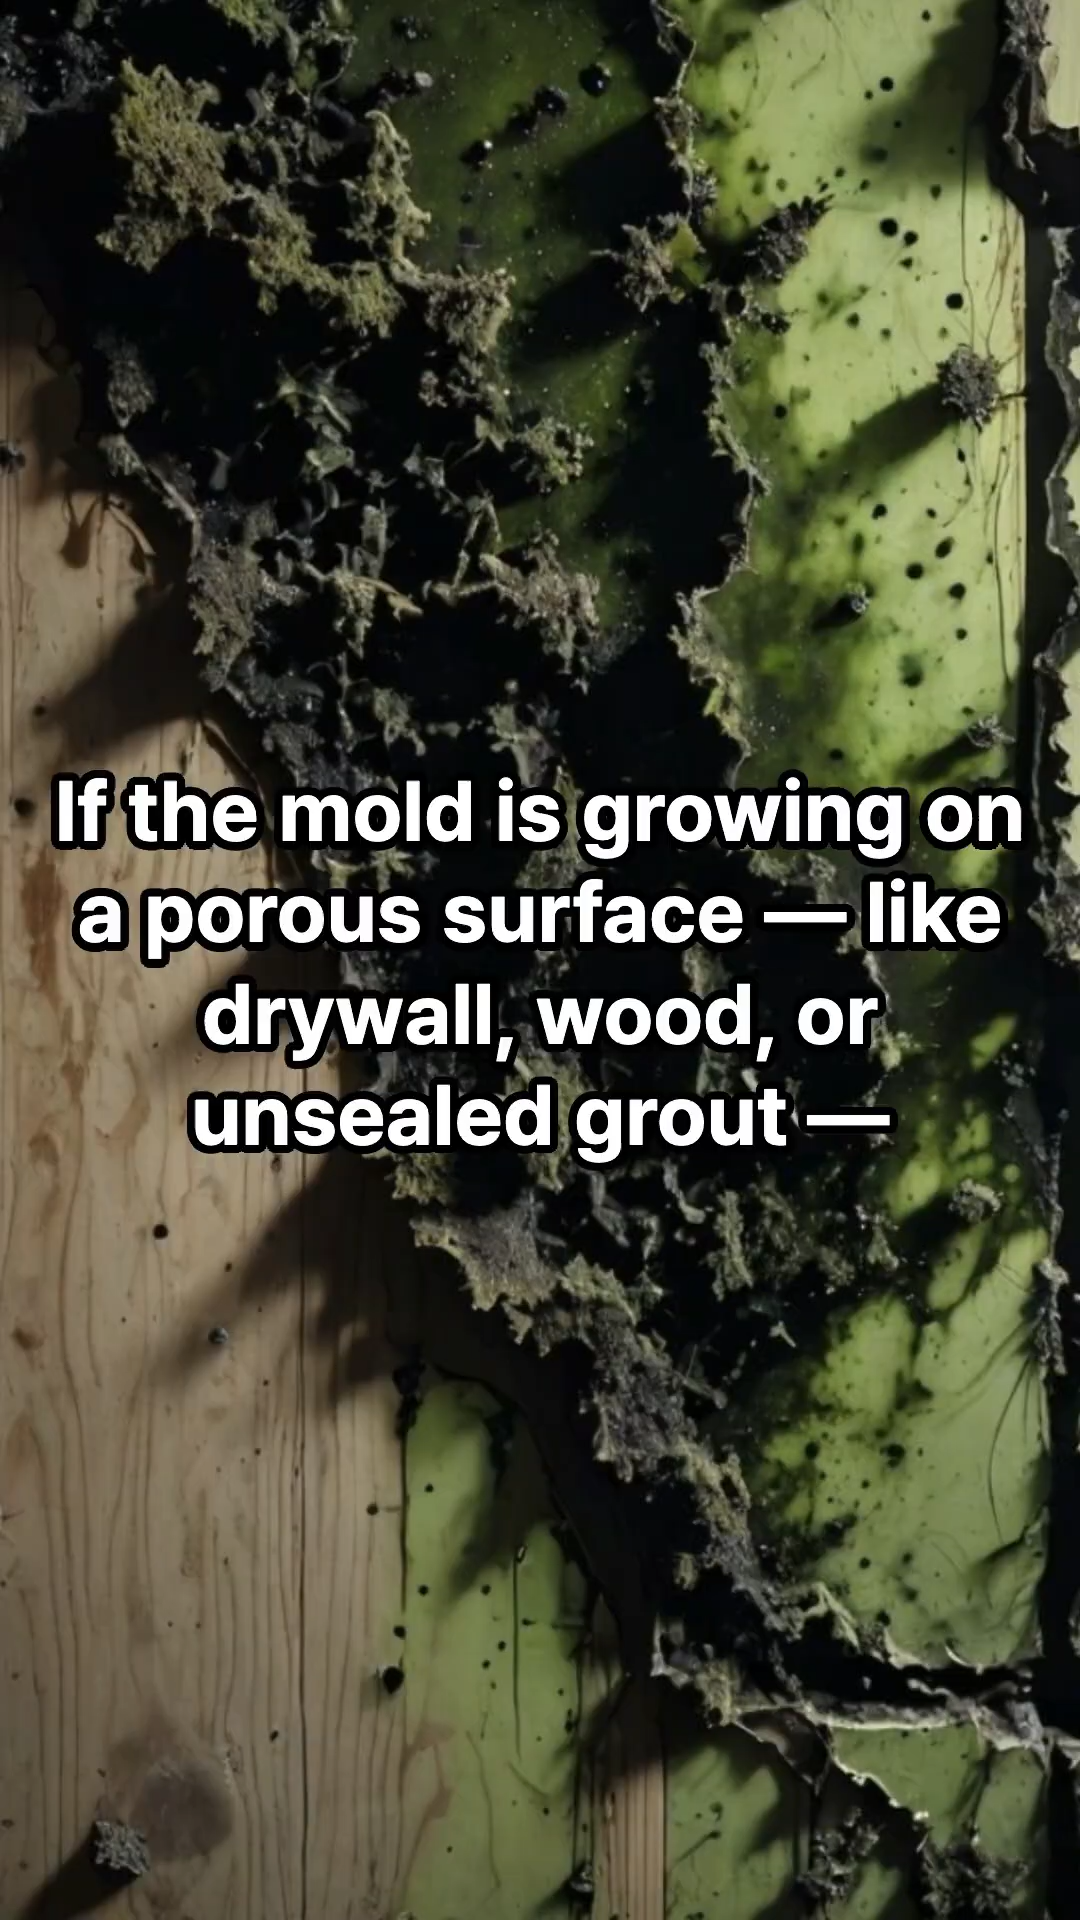 If the mold is growing on
a porous surface — like
drywall, wood, or
unsealed grout —